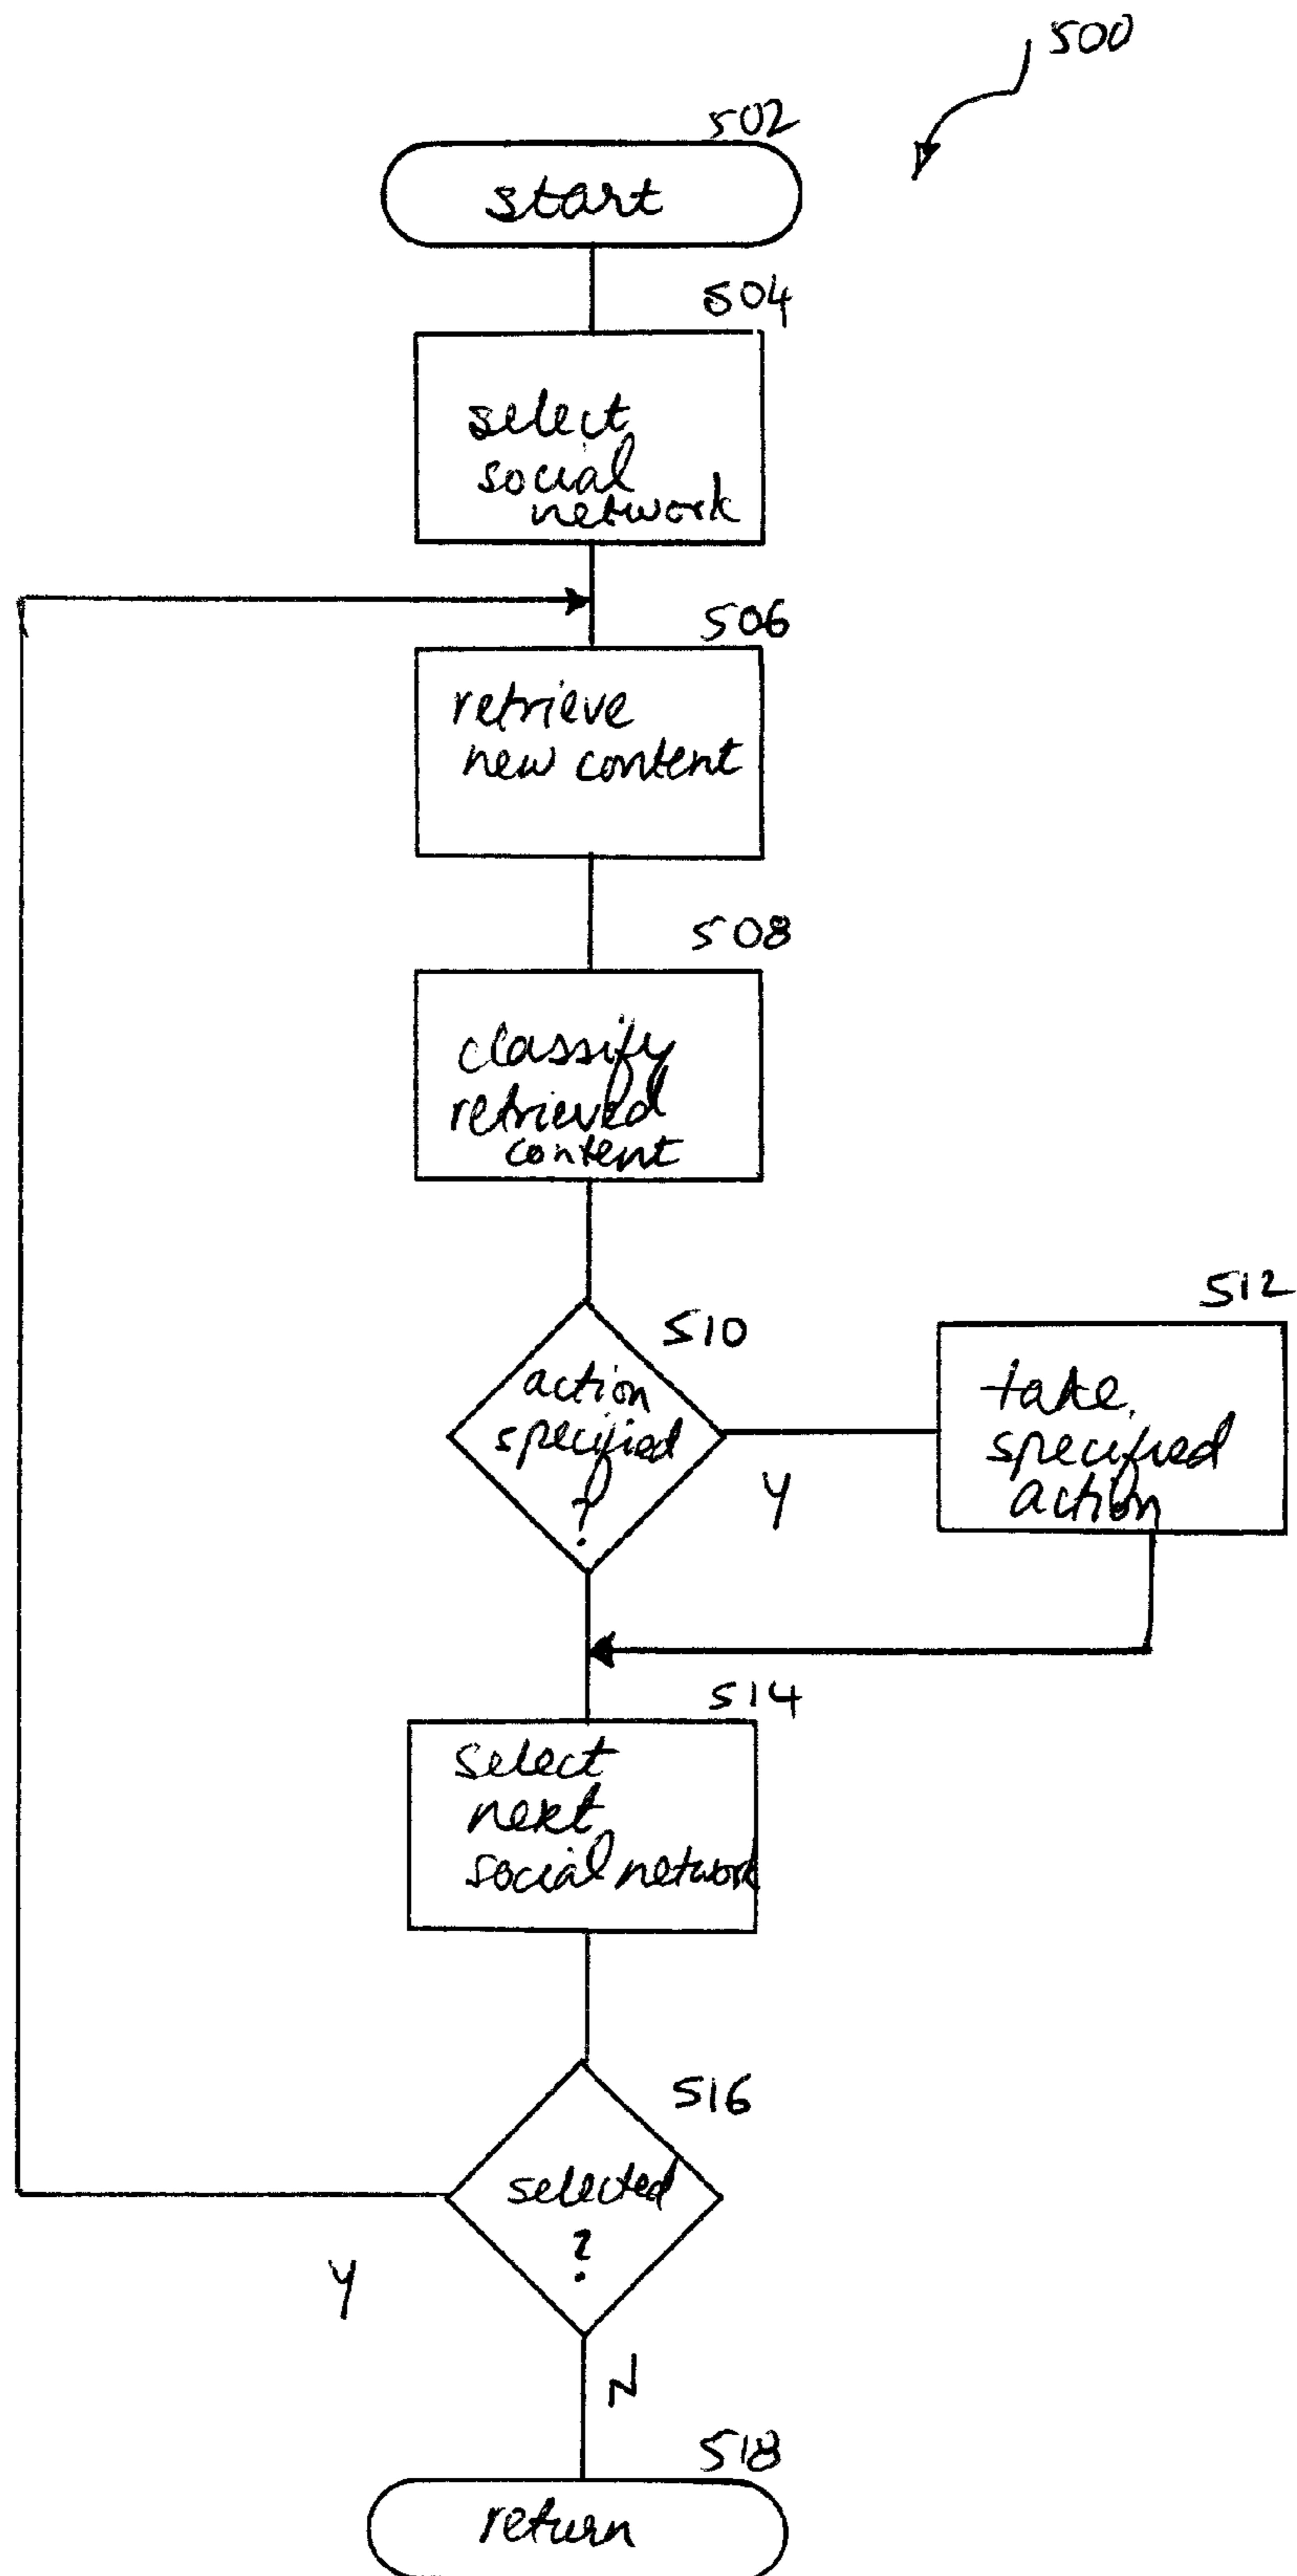 500
502
start
504
select
social
network
506
retrieve
new content
508
classify
retrieved
content
510
action
specified
?
Y
512
take
specified
action
514
select
next
social network
516
selected
?
Y
N
518
return